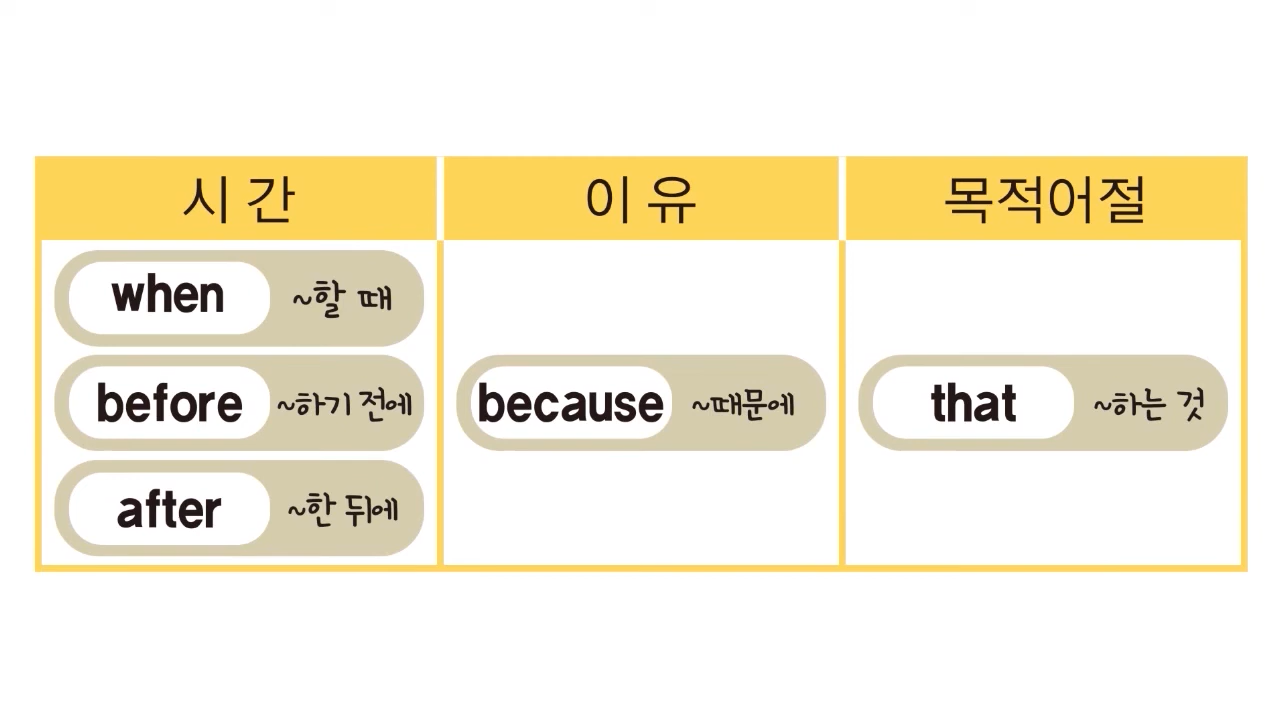 시 간
이 유
목적어절
when ~할 때
before ~하기 전에
after ~한 뒤에
because ~때문에
that ~하는 것